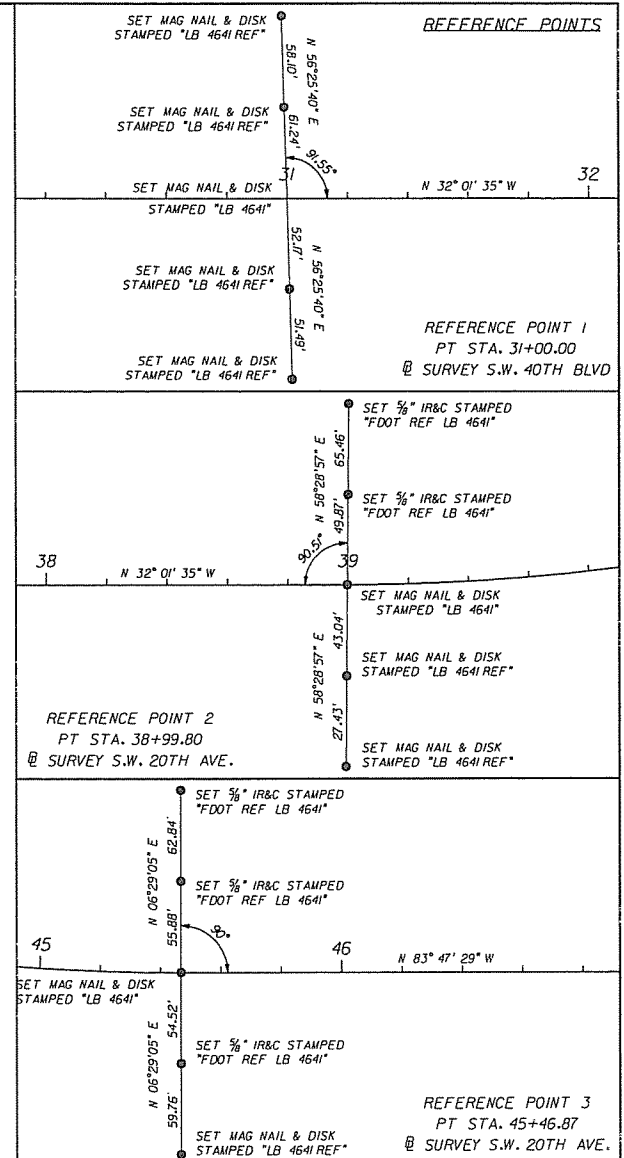 REFERENCE POINTS
SET MAG NAIL & DISK
STAMPED "LB 4641 REF"
N 56°25'40" E
58.10'
SET MAG NAIL & DISK
STAMPED "LB 4641 REF"
61.24'
91.55°
31
32
N 32° 01' 35" W
SET MAG NAIL & DISK
STAMPED "LB 4641"
52.17'
N 56°25'40" E
SET MAG NAIL & DISK
STAMPED "LB 4641 REF"
51.49'
SET MAG NAIL & DISK
STAMPED "LB 4641 REF"
REFERENCE POINT 1
PT STA. 31+00.00
℄ SURVEY S.W. 40TH BLVD
SET 5/8" IR&C STAMPED
"FDOT REF LB 4641"
65.46'
N 58°28'57" E
SET 5/8" IR&C STAMPED
"FDOT REF LB 4641"
49.87'
90.51°
38
39
N 32° 01' 35" W
SET MAG NAIL & DISK
STAMPED "LB 4641"
43.04'
N 58°28'57" E
SET MAG NAIL & DISK
STAMPED "LB 4641 REF"
27.43'
SET MAG NAIL & DISK
STAMPED "LB 4641 REF"
REFERENCE POINT 2
PT STA. 38+99.80
℄ SURVEY S.W. 20TH AVE.
SET 5/8" IR&C STAMPED
"FDOT REF LB 4641"
62.84'
N 06°29'05" E
SET 5/8" IR&C STAMPED
"FDOT REF LB 4641"
55.88'
90°
45
46
N 83° 47' 29" W
SET MAG NAIL & DISK
STAMPED "LB 4641"
54.52'
N 06°29'05" E
SET 5/8" IR&C STAMPED
"FDOT REF LB 4641"
59.76'
SET MAG NAIL & DISK
STAMPED "LB 4641 REF"
REFERENCE POINT 3
PT STA. 45+46.87
℄ SURVEY S.W. 20TH AVE.